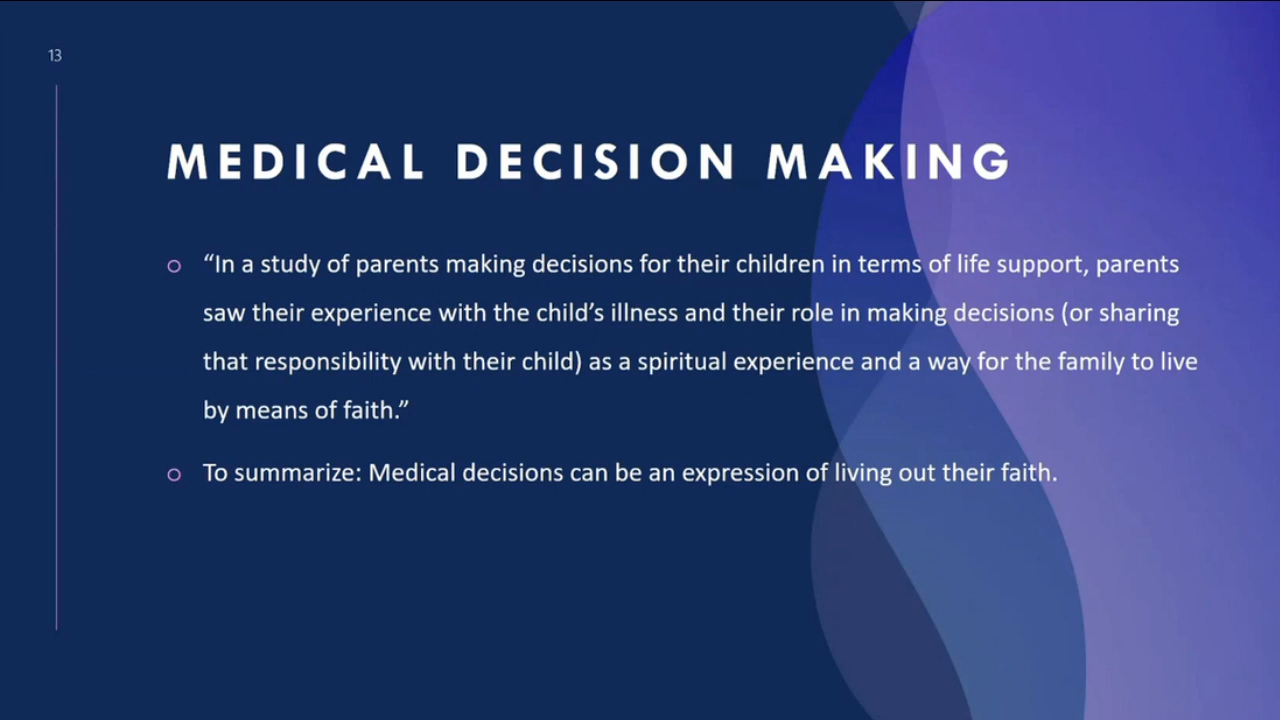 13
MEDICAL DECISION MAKING
“In a study of parents making decisions for their children in terms of life support, parents
saw their experience with the child’s illness and their role in making decisions (or sharing
that responsibility with their child) as a spiritual experience and a way for the family to live
by means of faith.”
To summarize: Medical decisions can be an expression of living out their faith.